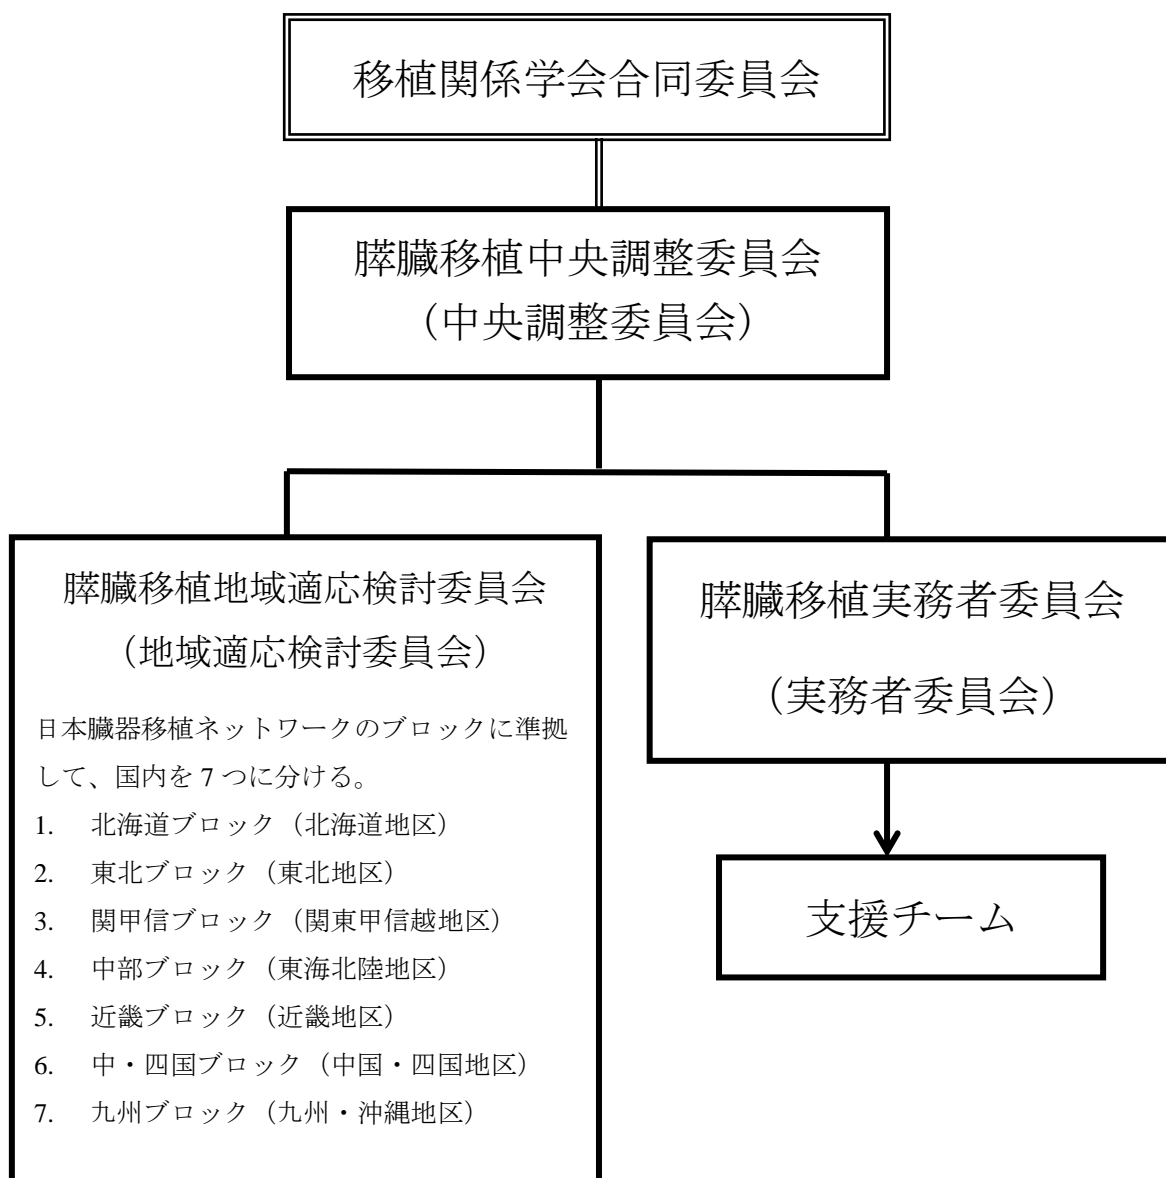 移植関係学会合同委員会
膵臓移植中央調整委員会
（中央調整委員会）
膵臓移植地域適応検討委員会
（地域適応検討委員会）
日本臓器移植ネットワークのブロックに準拠
して、国内を 7 つに分ける。
1. 北海道ブロック（北海道地区）
2. 東北ブロック（東北地区）
3. 関甲信ブロック（関東甲信越地区）
4. 中部ブロック（東海北陸地区）
5. 近畿ブロック（近畿地区）
6. 中・四国ブロック（中国・四国地区）
7. 九州ブロック（九州・沖縄地区）
膵臓移植実務者委員会
（実務者委員会）
支援チーム